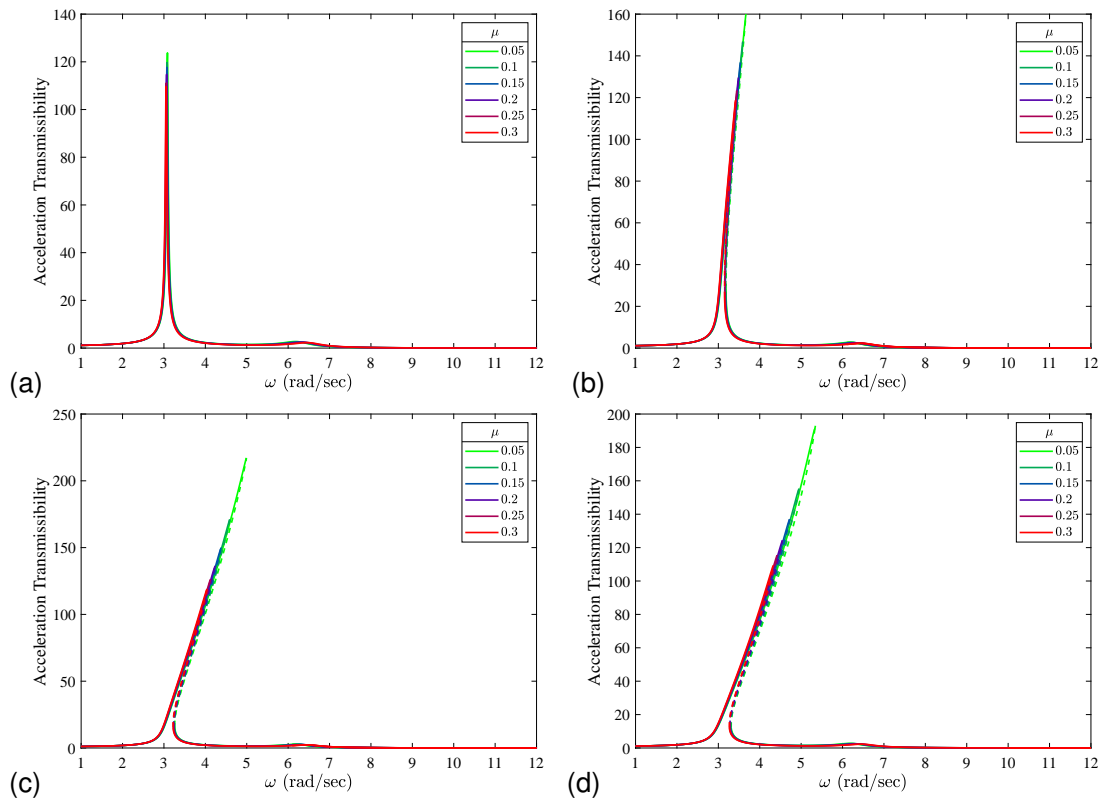 140
120
100
80
60
40
20
0
Acceleration Transmissibility
μ
0.05
0.1
0.15
0.2
0.25
0.3
1 2 3 4 5 6 7 8 9 10 11 12
ω (rad/sec)
(a)
160
140
120
100
80
60
40
20
0
Acceleration Transmissibility
μ
0.05
0.1
0.15
0.2
0.25
0.3
1 2 3 4 5 6 7 8 9 10 11 12
ω (rad/sec)
(b)
250
200
150
100
50
0
Acceleration Transmissibility
μ
0.05
0.1
0.15
0.2
0.25
0.3
1 2 3 4 5 6 7 8 9 10 11 12
ω (rad/sec)
(c)
200
180
160
140
120
100
80
60
40
20
0
Acceleration Transmissibility
μ
0.05
0.1
0.15
0.2
0.25
0.3
1 2 3 4 5 6 7 8 9 10 11 12
ω (rad/sec)
(d)